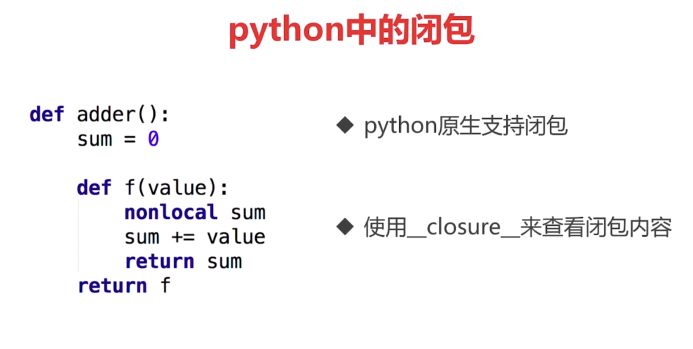 python中的闭包
def adder():
    sum = 0
    def f(value):
        nonlocal sum
        sum += value
        return sum
    return f
◆ python原生支持闭包
◆ 使用__closure__来查看闭包内容